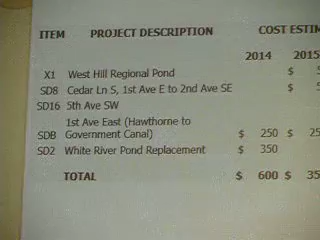 ITEM PROJECT DESCRIPTION COST ESTIM
2014 2015
X1 West Hill Regional Pond $
SD8 Cedar Ln S, 1st Ave E to 2nd Ave SE $
SD16 5th Ave SW
1st Ave East (Hawthorne to
SDB Government Canal) $ 250 $ 25
SD2 White River Pond Replacement $ 350
TOTAL $ 600 $ 35